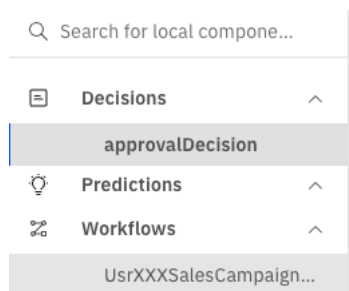 Search for local compone...
Decisions
approvalDecision
Predictions
Workflows
UsrXXXSalesCampaign...